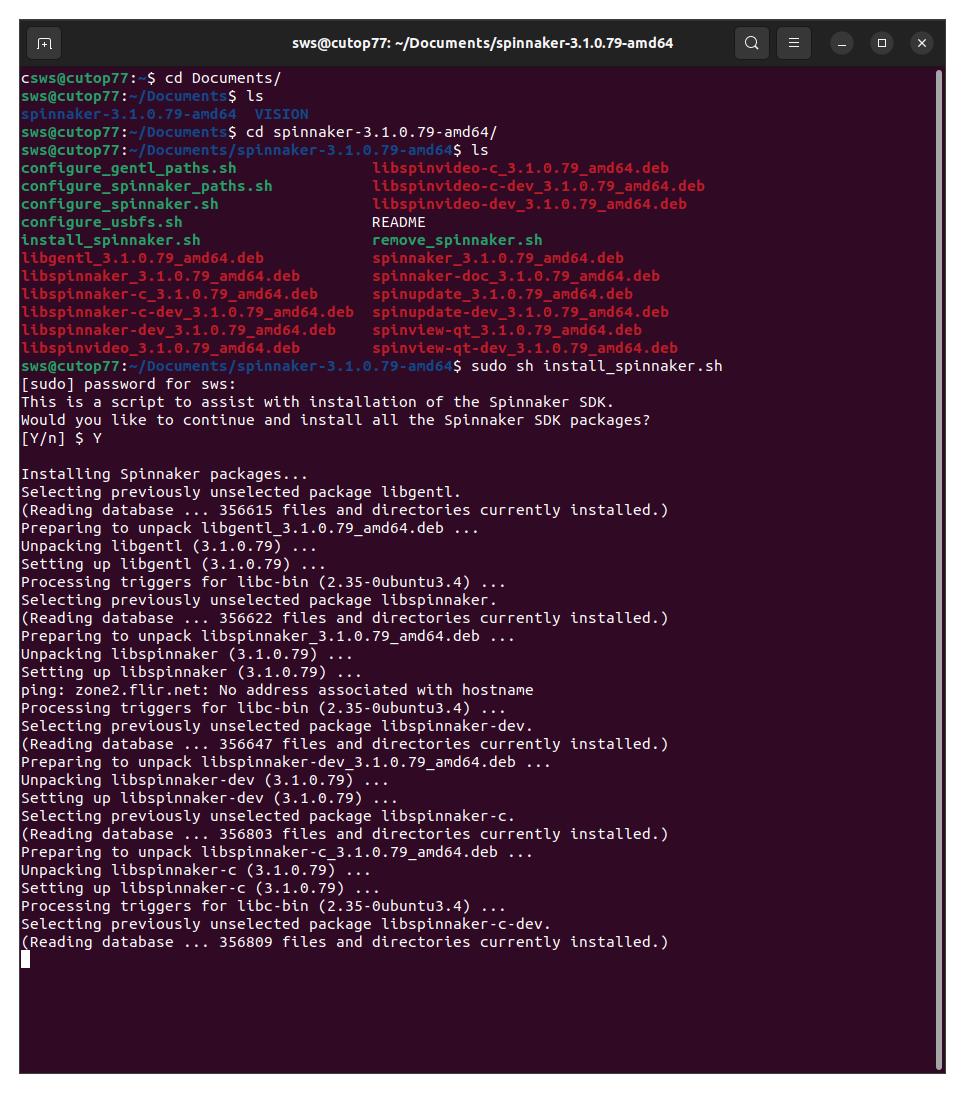 sws@cutop77: ~/Documents/spinnaker-3.1.0.79-amd64
csws@cutop77:~$ cd Documents/
sws@cutop77:~/Documents$ ls
spinnaker-3.1.0.79-amd64  VISION
sws@cutop77:~/Documents$ cd spinnaker-3.1.0.79-amd64/
sws@cutop77:~/Documents/spinnaker-3.1.0.79-amd64$ ls
configure_gentl_paths.sh               libspinvideo-c_3.1.0.79_amd64.deb
configure_spinnaker_paths.sh           libspinvideo-c-dev_3.1.0.79_amd64.deb
configure_spinnaker.sh                 libspinvideo-dev_3.1.0.79_amd64.deb
configure_usbfs.sh                     README
install_spinnaker.sh                   remove_spinnaker.sh
libgentl_3.1.0.79_amd64.deb            spinnaker_3.1.0.79_amd64.deb
libspinnaker_3.1.0.79_amd64.deb        spinnaker-doc_3.1.0.79_amd64.deb
libspinnaker-c_3.1.0.79_amd64.deb      spinupdate_3.1.0.79_amd64.deb
libspinnaker-c-dev_3.1.0.79_amd64.deb  spinupdate-dev_3.1.0.79_amd64.deb
libspinnaker-dev_3.1.0.79_amd64.deb    spinview-qt_3.1.0.79_amd64.deb
libspinvideo_3.1.0.79_amd64.deb        spinview-qt-dev_3.1.0.79_amd64.deb
sws@cutop77:~/Documents/spinnaker-3.1.0.79-amd64$ sudo sh install_spinnaker.sh
[sudo] password for sws:
This is a script to assist with installation of the Spinnaker SDK.
Would you like to continue and install all the Spinnaker SDK packages?
[Y/n] $ Y
Installing Spinnaker packages...
Selecting previously unselected package libgentl.
(Reading database ... 356615 files and directories currently installed.)
Preparing to unpack libgentl_3.1.0.79_amd64.deb ...
Unpacking libgentl (3.1.0.79) ...
Setting up libgentl (3.1.0.79) ...
Processing triggers for libc-bin (2.35-0ubuntu3.4) ...
Selecting previously unselected package libspinnaker.
(Reading database ... 356622 files and directories currently installed.)
Preparing to unpack libspinnaker_3.1.0.79_amd64.deb ...
Unpacking libspinnaker (3.1.0.79) ...
Setting up libspinnaker (3.1.0.79) ...
ping: zone2.flir.net: No address associated with hostname
Processing triggers for libc-bin (2.35-0ubuntu3.4) ...
Selecting previously unselected package libspinnaker-dev.
(Reading database ... 356647 files and directories currently installed.)
Preparing to unpack libspinnaker-dev_3.1.0.79_amd64.deb ...
Unpacking libspinnaker-dev (3.1.0.79) ...
Setting up libspinnaker-dev (3.1.0.79) ...
Selecting previously unselected package libspinnaker-c.
(Reading database ... 356803 files and directories currently installed.)
Preparing to unpack libspinnaker-c_3.1.0.79_amd64.deb ...
Unpacking libspinnaker-c (3.1.0.79) ...
Setting up libspinnaker-c (3.1.0.79) ...
Processing triggers for libc-bin (2.35-0ubuntu3.4) ...
Selecting previously unselected package libspinnaker-c-dev.
(Reading database ... 356809 files and directories currently installed.)